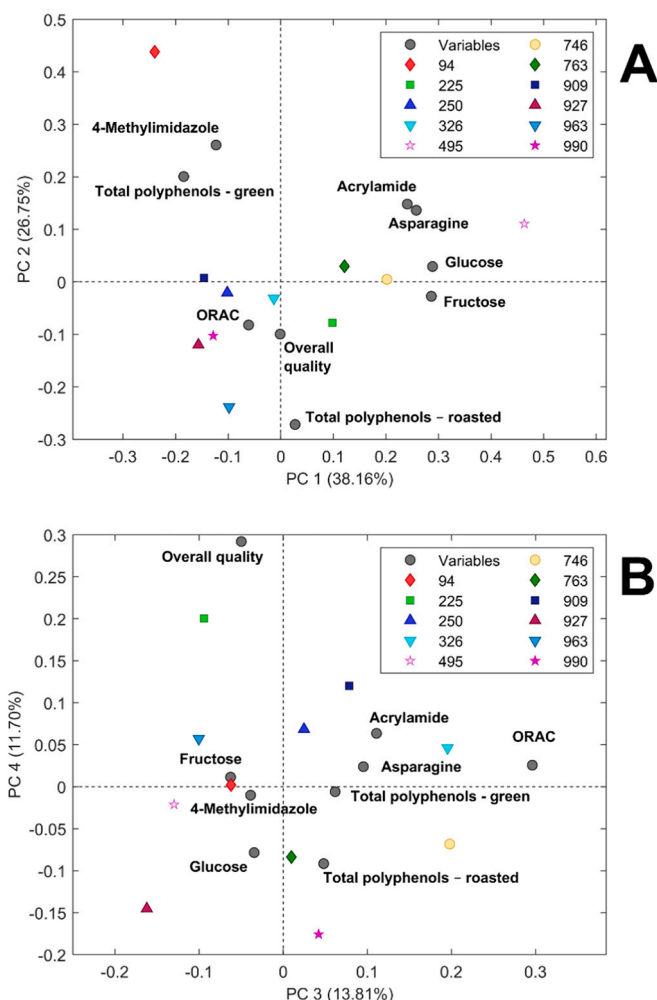 A
0.5
0.4
0.3
0.2
0.1
0
-0.1
-0.2
-0.3
PC 2 (26.75%)
Variables 746
94 763
225 909
250 927
326 963
495 990
4-Methylimidazole
Total polyphenols - green
Acrylamide
Asparagine
Glucose
Fructose
ORAC
Overall
quality
Total polyphenols – roasted
-0.3 -0.2 -0.1 0 0.1 0.2 0.3 0.4 0.5 0.6
PC 1 (38.16%)
B
0.3
0.25
0.2
0.15
0.1
0.05
0
-0.05
-0.1
-0.15
-0.2
PC 4 (11.70%)
Variables 746
94 763
225 909
250 927
326 963
495 990
Overall quality
Acrylamide
ORAC
Fructose
Asparagine
4-Methylimidazole
Total polyphenols - green
Glucose
Total polyphenols – roasted
-0.2 -0.1 0 0.1 0.2 0.3
PC 3 (13.81%)